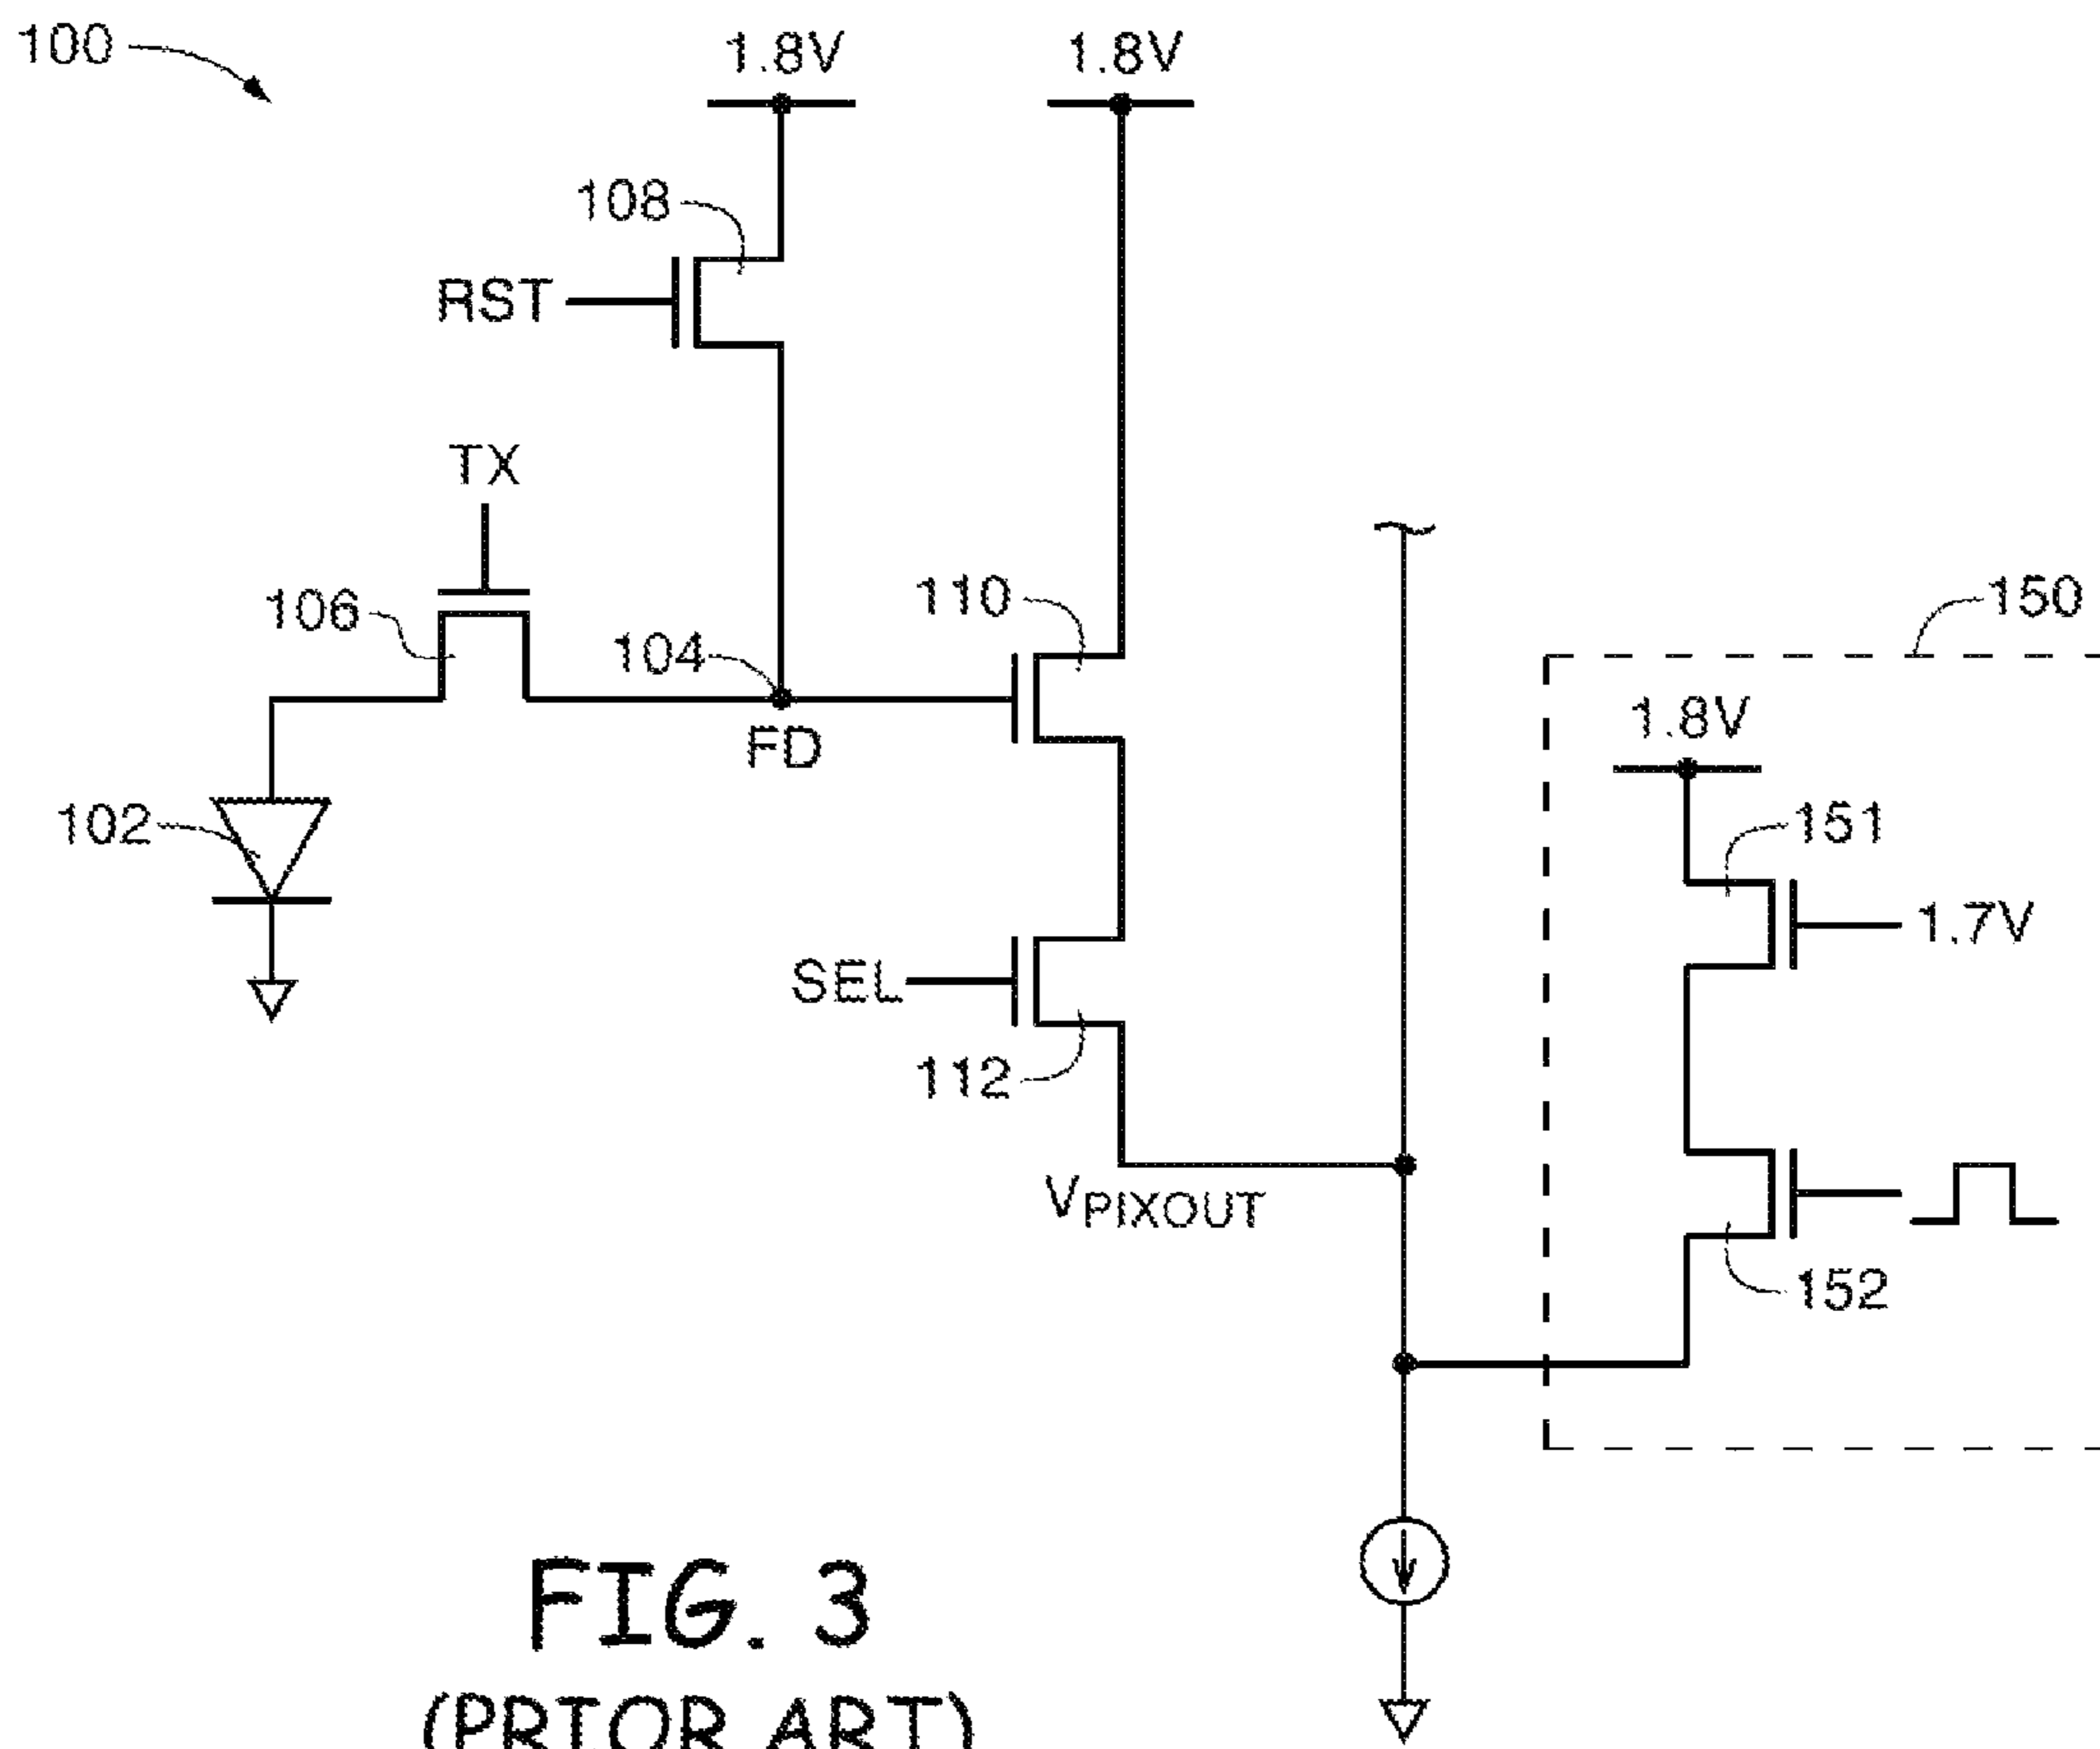 100
1.8V
1.8V
108
RST
TX
106
104
110
150
FD
1.8V
102
151
1.7V
SEL
112
VPIXOUT
152
FIG. 3
(PRIOR ART)